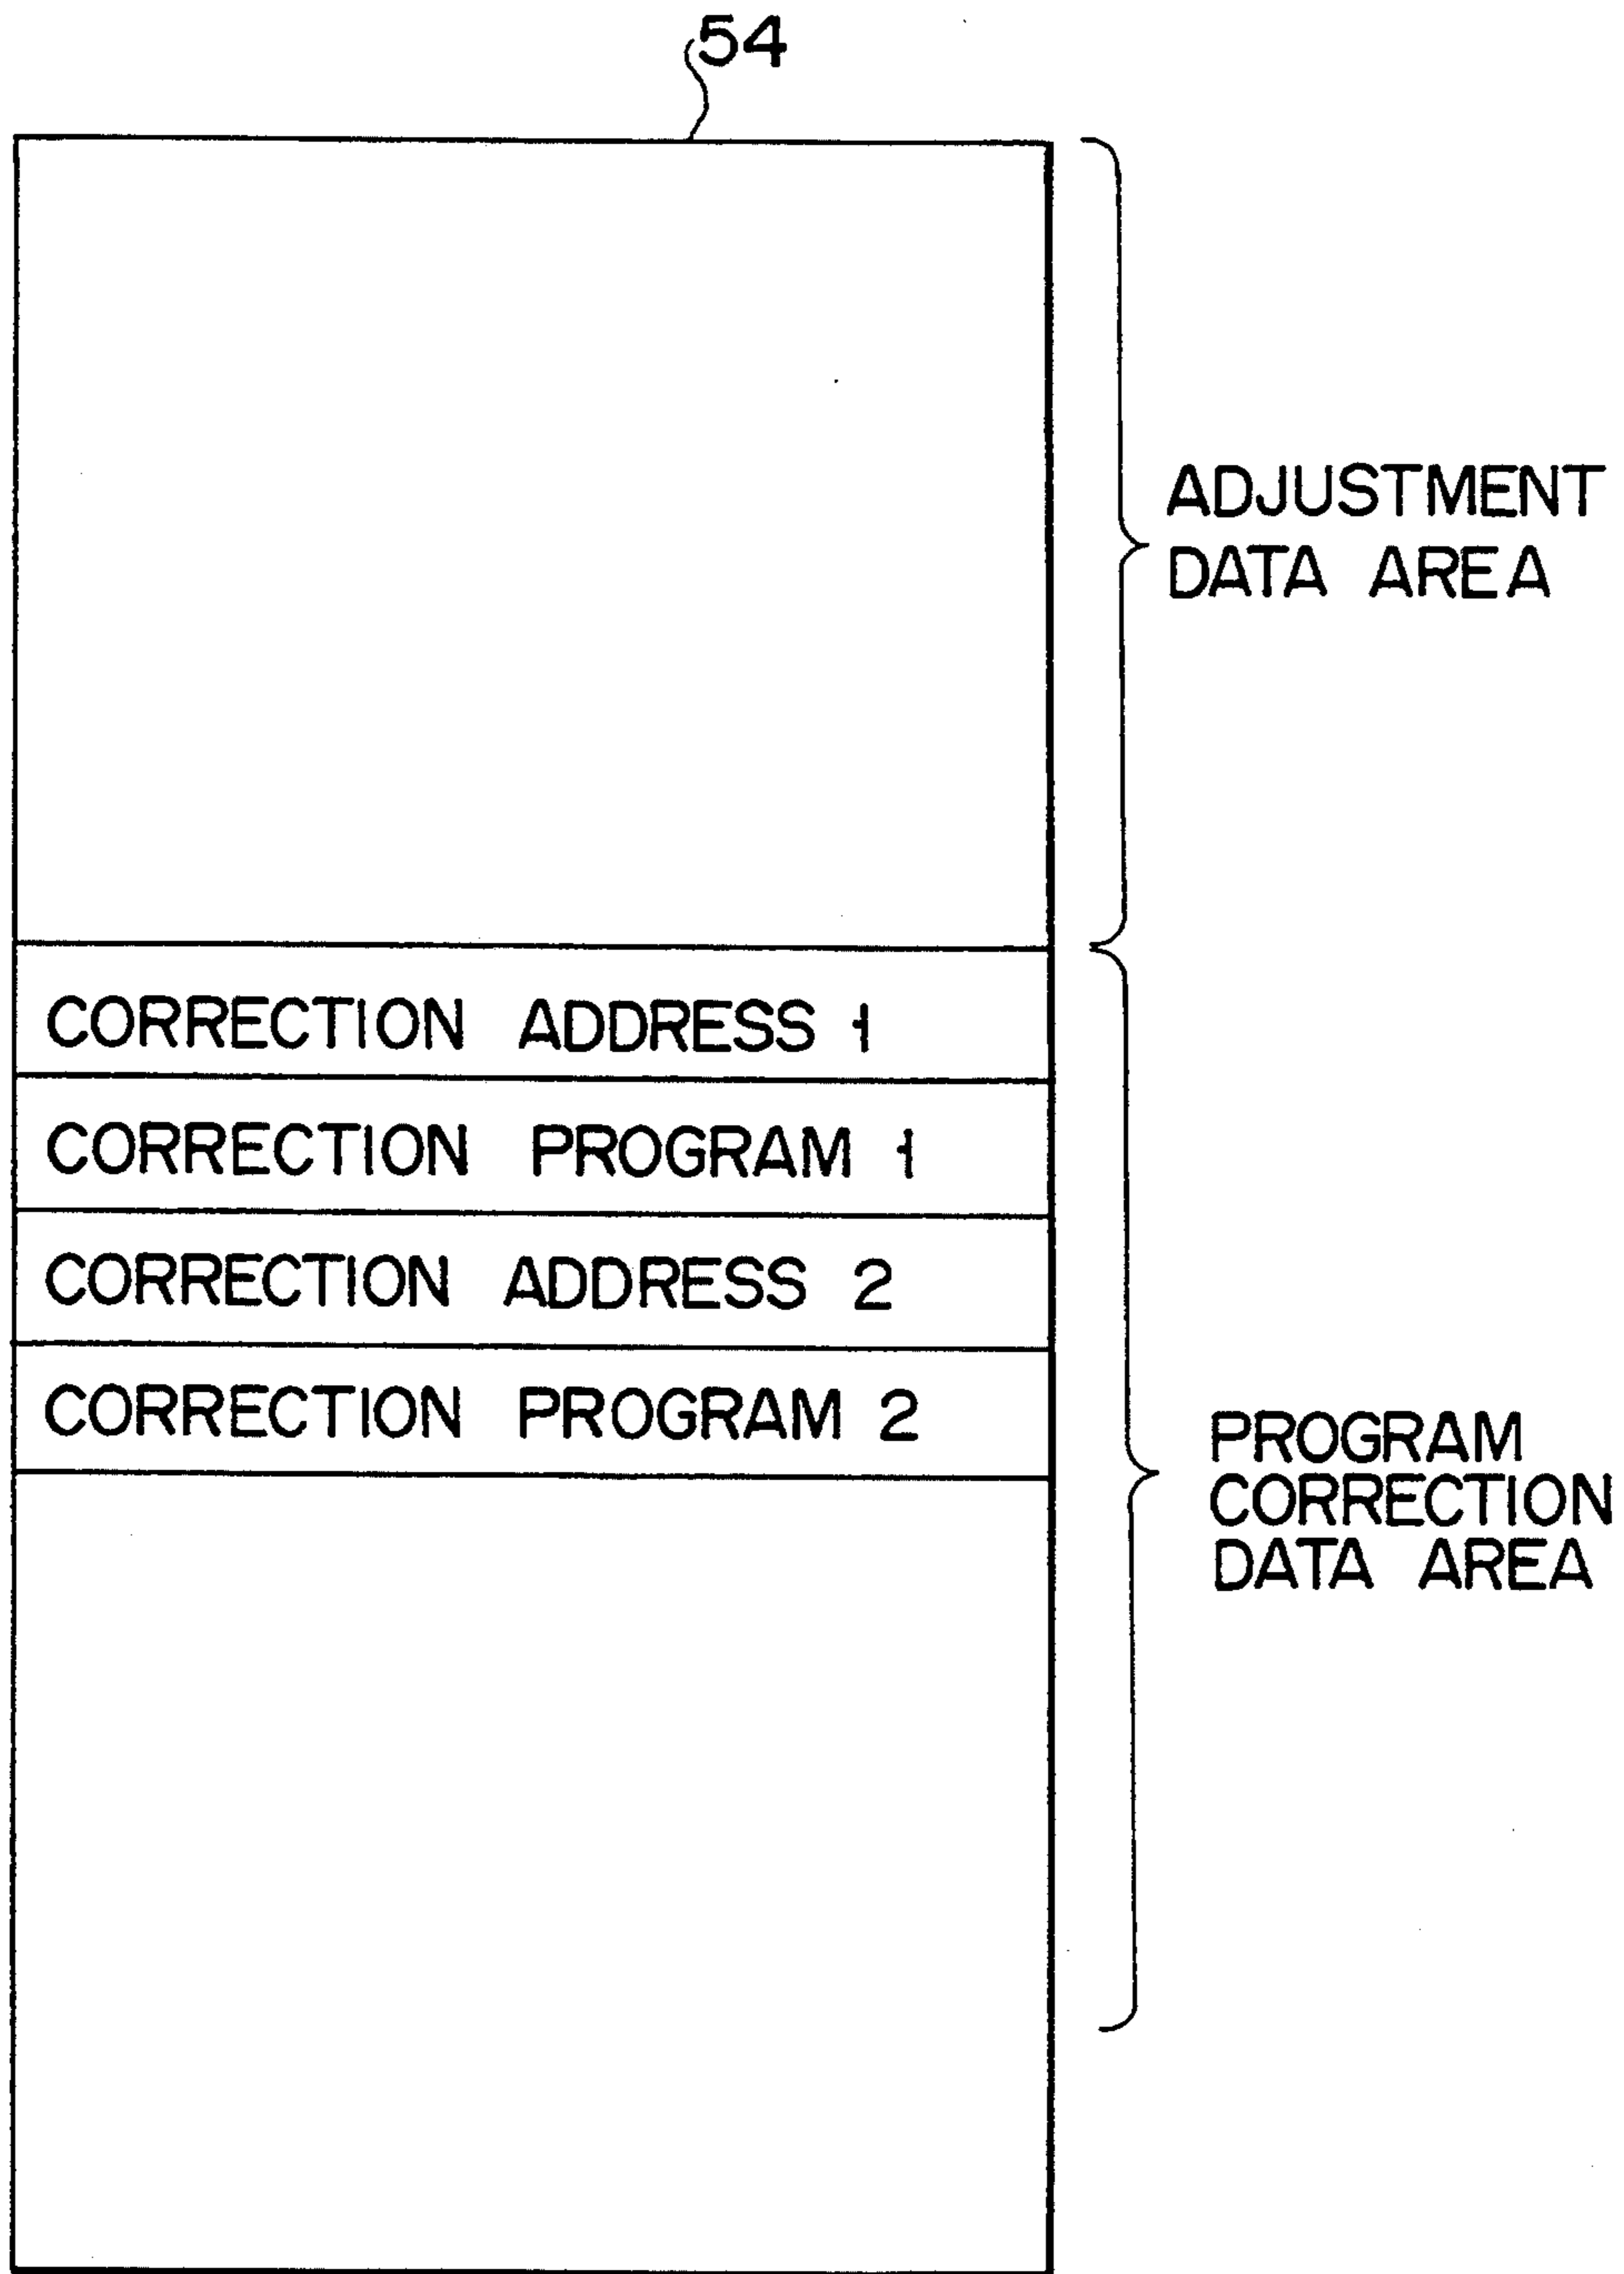 54
ADJUSTMENT
DATA AREA
CORRECTION ADDRESS 1
CORRECTION PROGRAM 1
CORRECTION ADDRESS 2
CORRECTION PROGRAM 2
PROGRAM
CORRECTION
DATA AREA